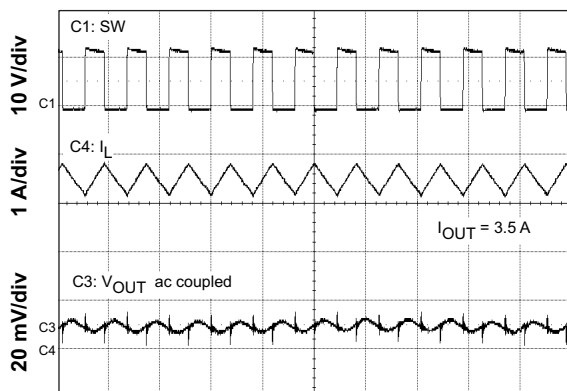 C1: SW
10 V/div
C1
C4: IL
1 A/div
IOUT = 3.5 A
C3: VOUT ac coupled
20 mV/div
C3
C4